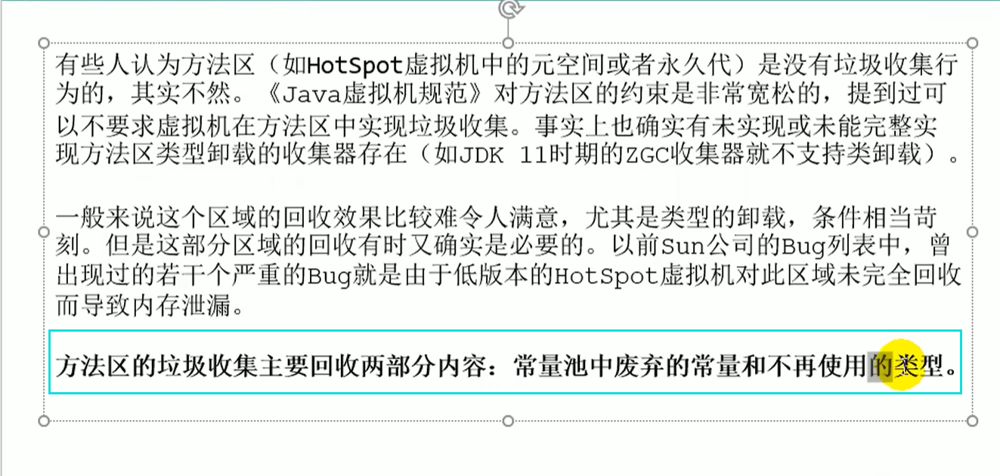 有些人认为方法区（如HotSpot虚拟机中的元空间或者永久代）是没有垃圾收集行
为的，其实不然。《Java虚拟机规范》对方法区的约束是非常宽松的，提到过可
以不要求虚拟机在方法区中实现垃圾收集。事实上也确实有未实现或未能完整实
现方法区类型卸载的收集器存在（如JDK 11时期的ZGC收集器就不支持类卸载）。
一般来说这个区域的回收效果比较难令人满意，尤其是类型的卸载，条件相当苛
刻。但是这部分区域的回收有时又确实是必要的。以前Sun公司的Bug列表中，曾
出现过的若干个严重的Bug就是由于低版本的HotSpot虚拟机对此区域未完全回收
而导致内存泄漏。
方法区的垃圾收集主要回收两部分内容：常量池中废弃的常量和不再使用的类型。